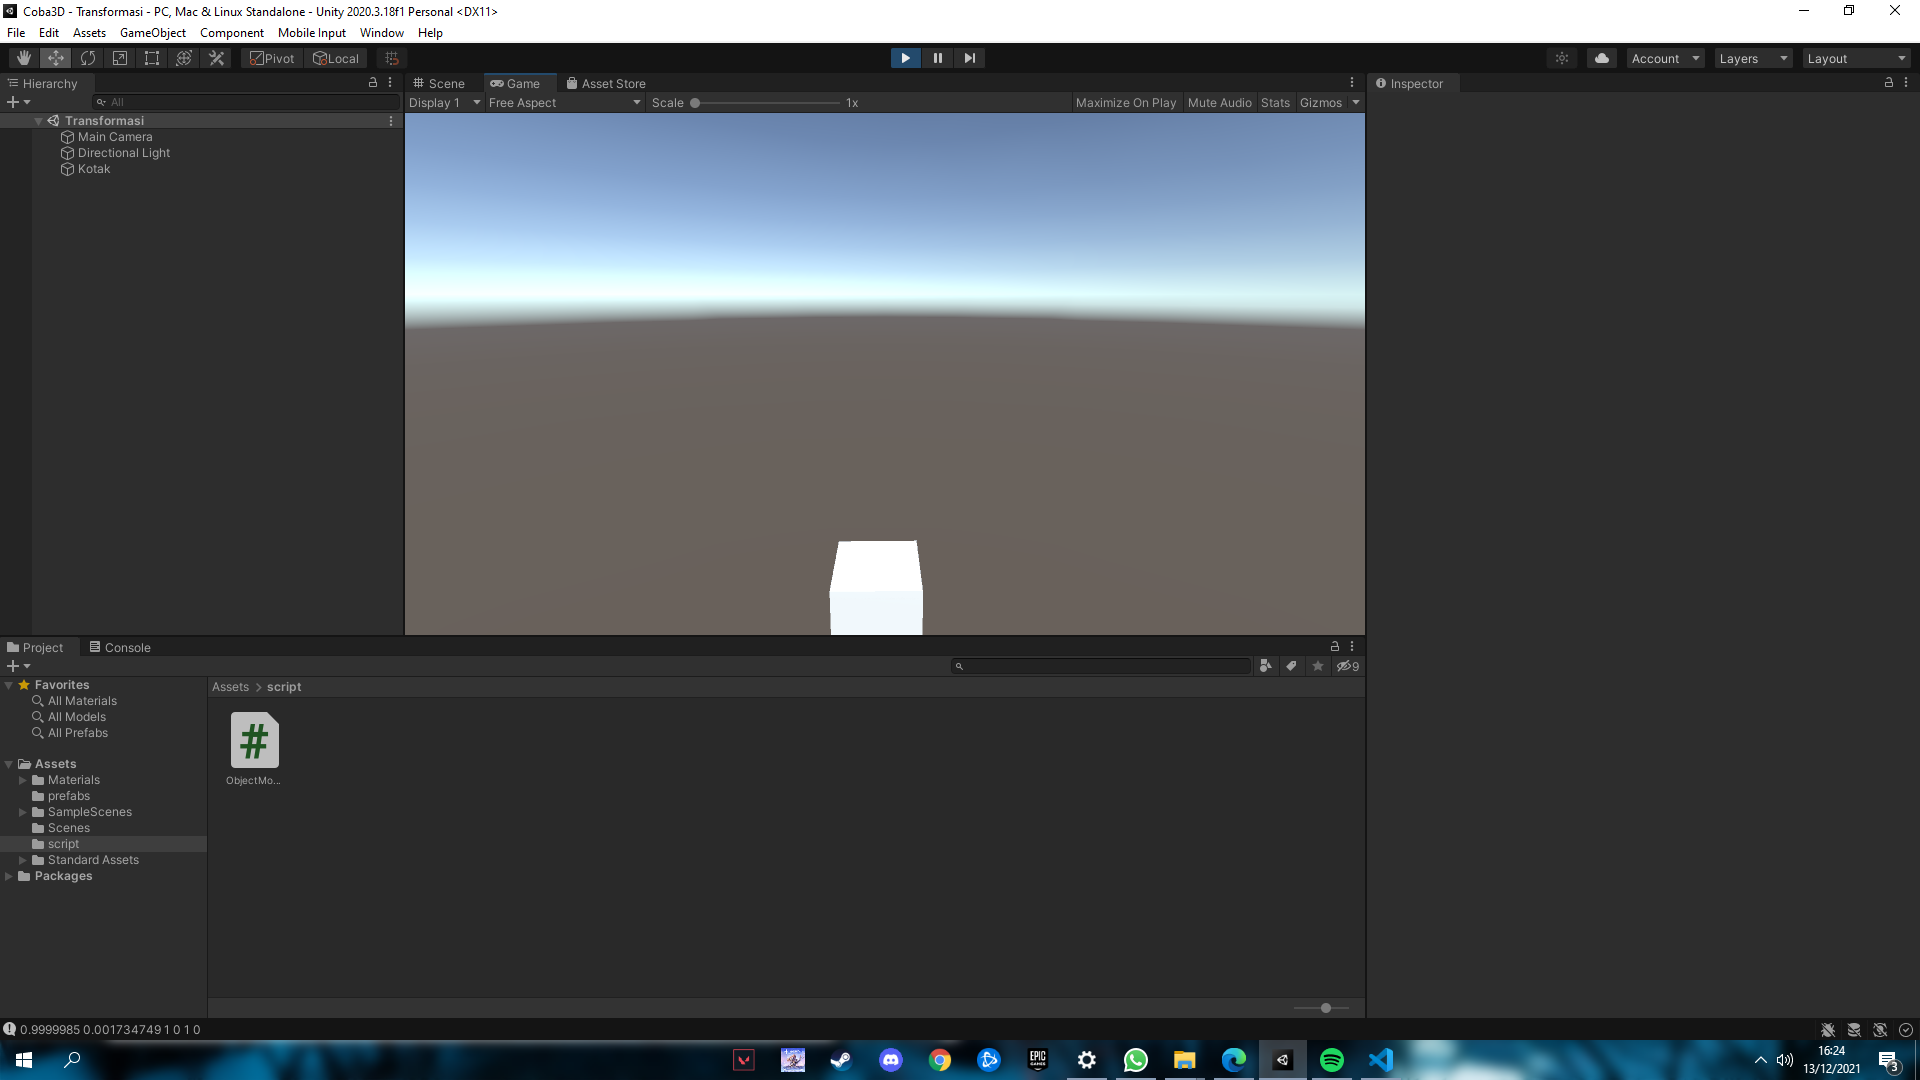 Coba3D - Transformasi - PC, Mac & Linux Standalone - Unity 2020.3.18f1 Personal <DX11>
File Edit Assets GameObject Component Mobile Input Window Help
Pivot Local Account Layers Layout
Hierarchy
All
Transformasi
Main Camera
Directional Light
Kotak
Scene Game Asset Store
Display 1 Free Aspect Scale 1x Maximize On Play Mute Audio Stats Gizmos
Inspector
Project Console
9
Favorites
All Materials
All Models
All Prefabs
Assets
Materials
prefabs
SampleScenes
Scenes
script
Standard Assets
Packages
Assets > script
#
ObjectMo...
0.9999985 0.001734749 1 0 1 0
EPIC GAMES
16:24
13/12/2021
3